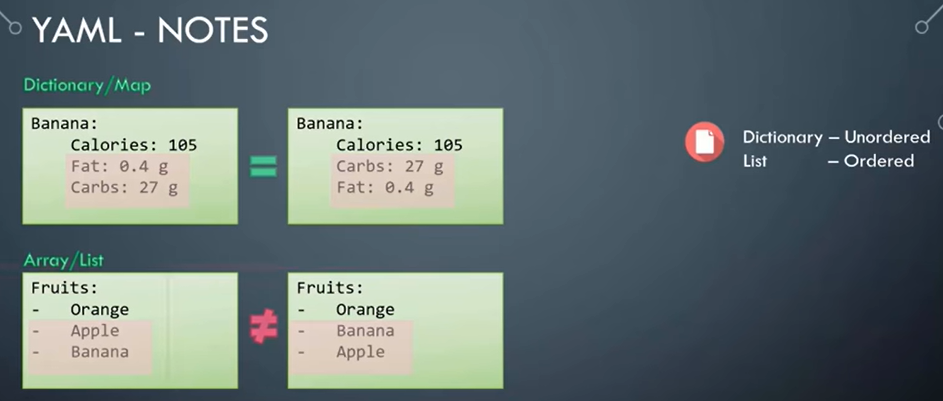 YAML - NOTES
Dictionary/Map
Banana:
Calories: 105
Fat: 0.4 g
Carbs: 27 g
=
Banana:
Calories: 105
Carbs: 27 g
Fat: 0.4 g
Dictionary – Unordered
List – Ordered
Array/List
Fruits:
- Orange
- Apple
- Banana
≠
Fruits:
- Orange
- Banana
- Apple